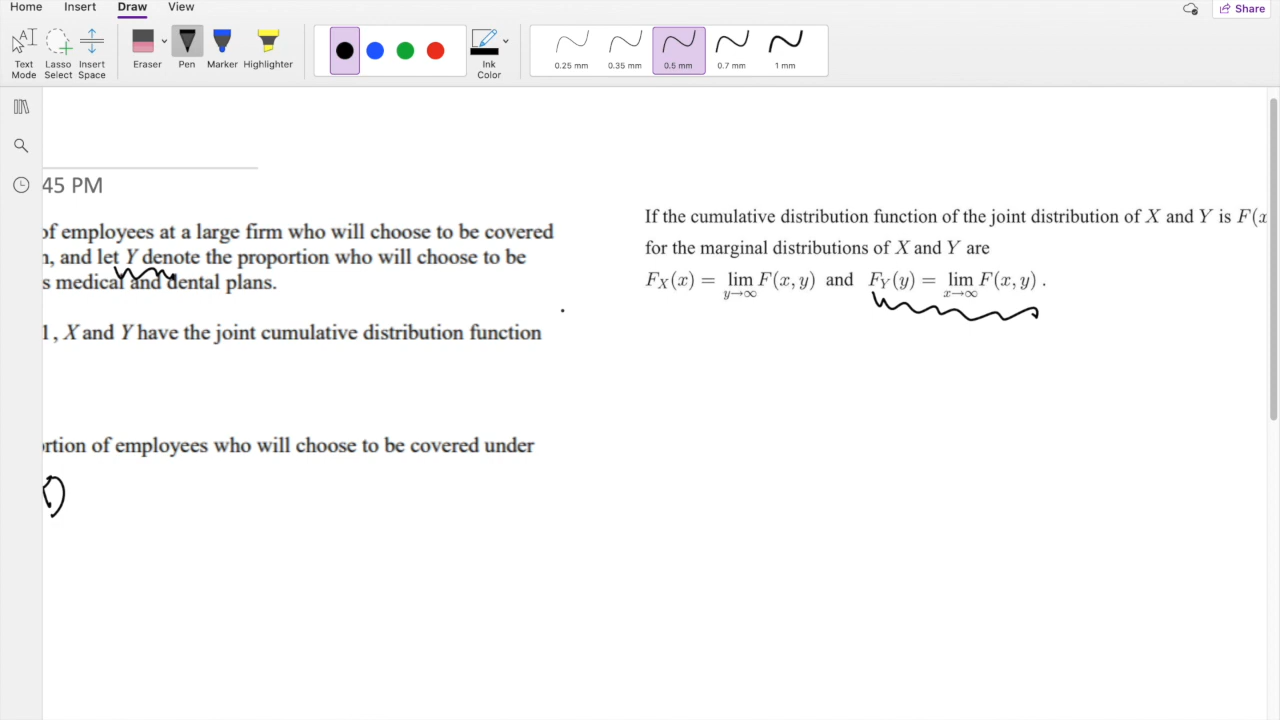 Home Insert Draw View
Share
Text Mode
Lasso Select
Insert Space
Eraser
Pen
Marker
Highlighter
Ink Color
0.25 mm
0.35 mm
0.5 mm
0.7 mm
1 mm
45 PM
of employees at a large firm who will choose to be covered
n, and let Y denote the proportion who will choose to be
s medical and dental plans.
1, X and Y have the joint cumulative distribution function
rtion of employees who will choose to be covered under
If the cumulative distribution function of the joint distribution of X and Y is F(x
for the marginal distributions of X and Y are
F_X(x) = lim_{y→∞} F(x, y) and F_Y(y) = lim_{x→∞} F(x, y) .